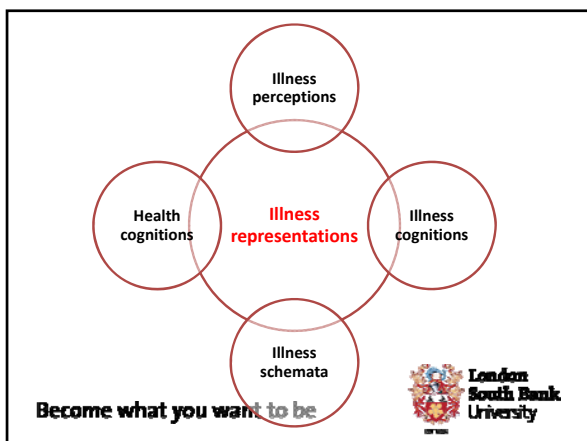 Illness
perceptions
Health
cognitions
Illness
representations
Illness
cognitions
Illness
schemata
Become what you want to be
London
South Bank
University